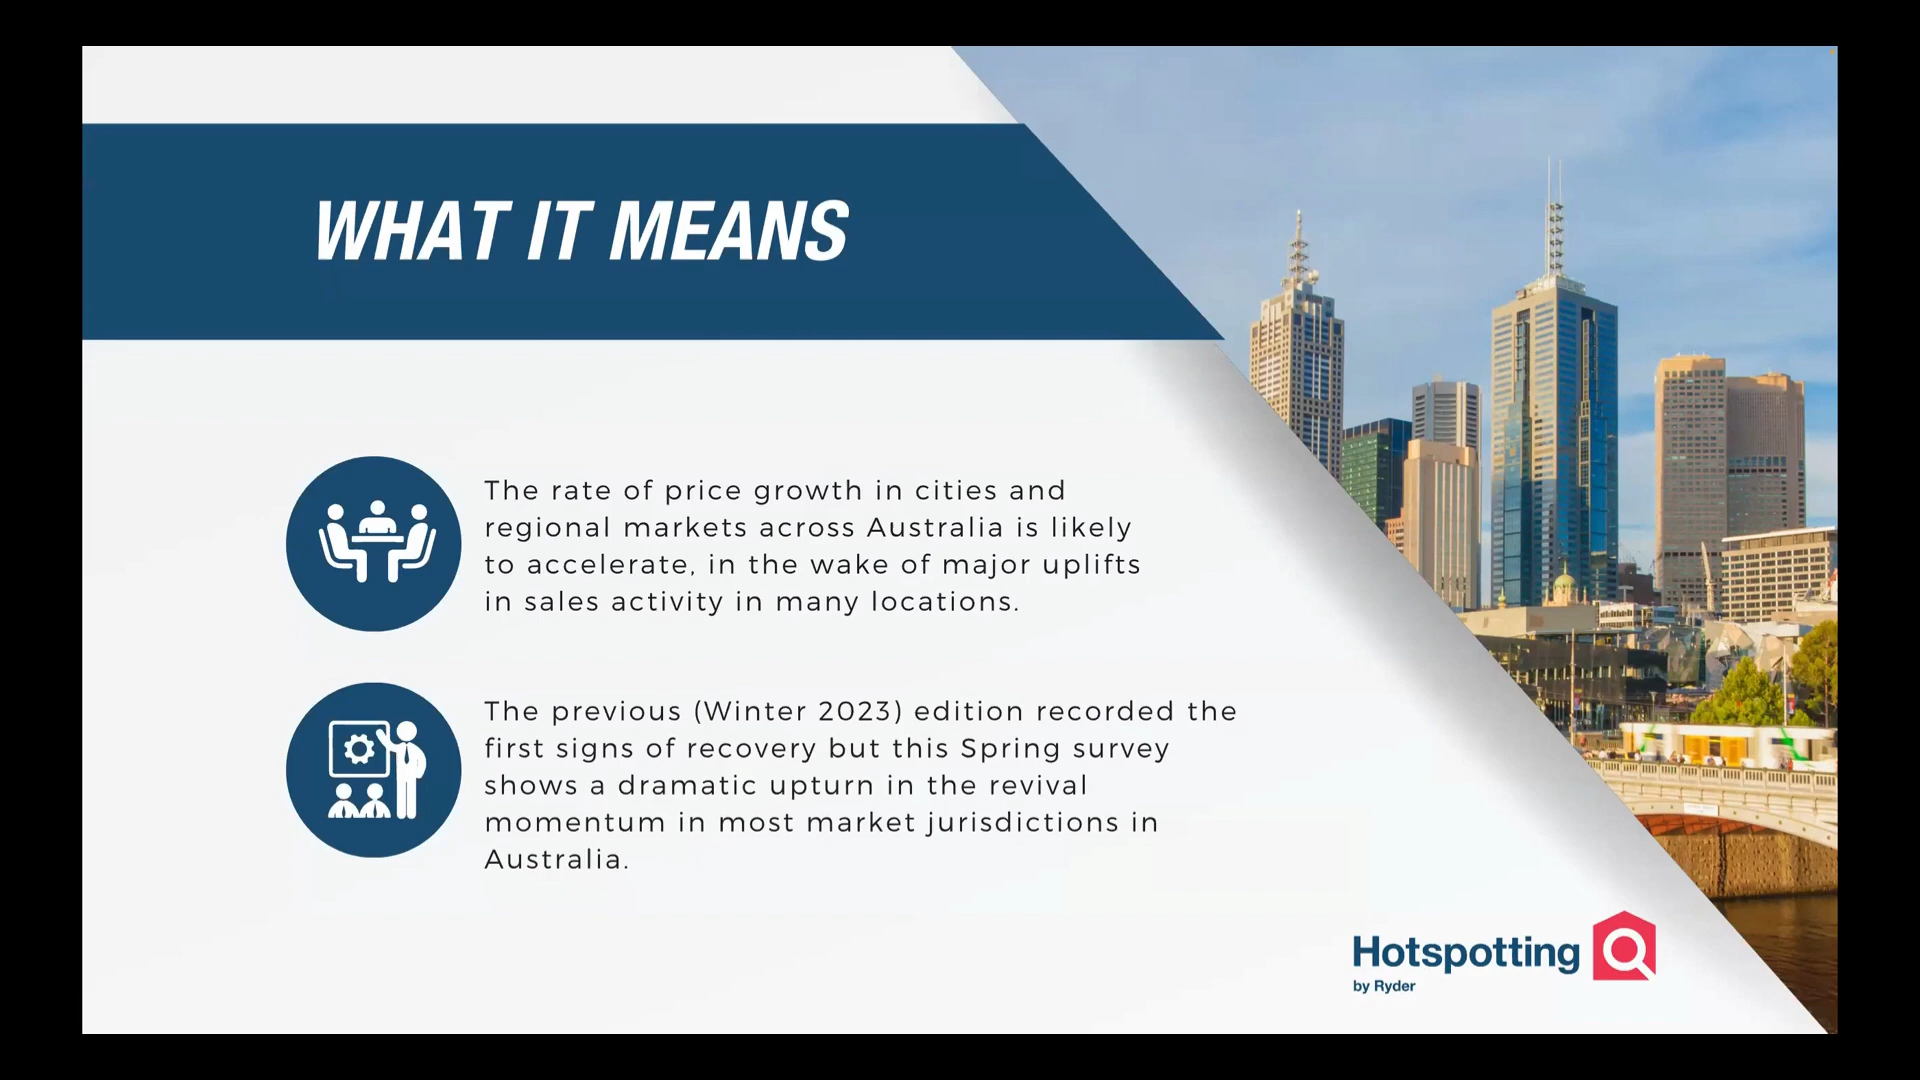 WHAT IT MEANS
The rate of price growth in cities and
regional markets across Australia is likely
to accelerate, in the wake of major uplifts
in sales activity in many locations.
The previous (Winter 2023) edition recorded the
first signs of recovery but this Spring survey
shows a dramatic upturn in the revival
momentum in most market jurisdictions in
Australia.
Hotspotting
by Ryder